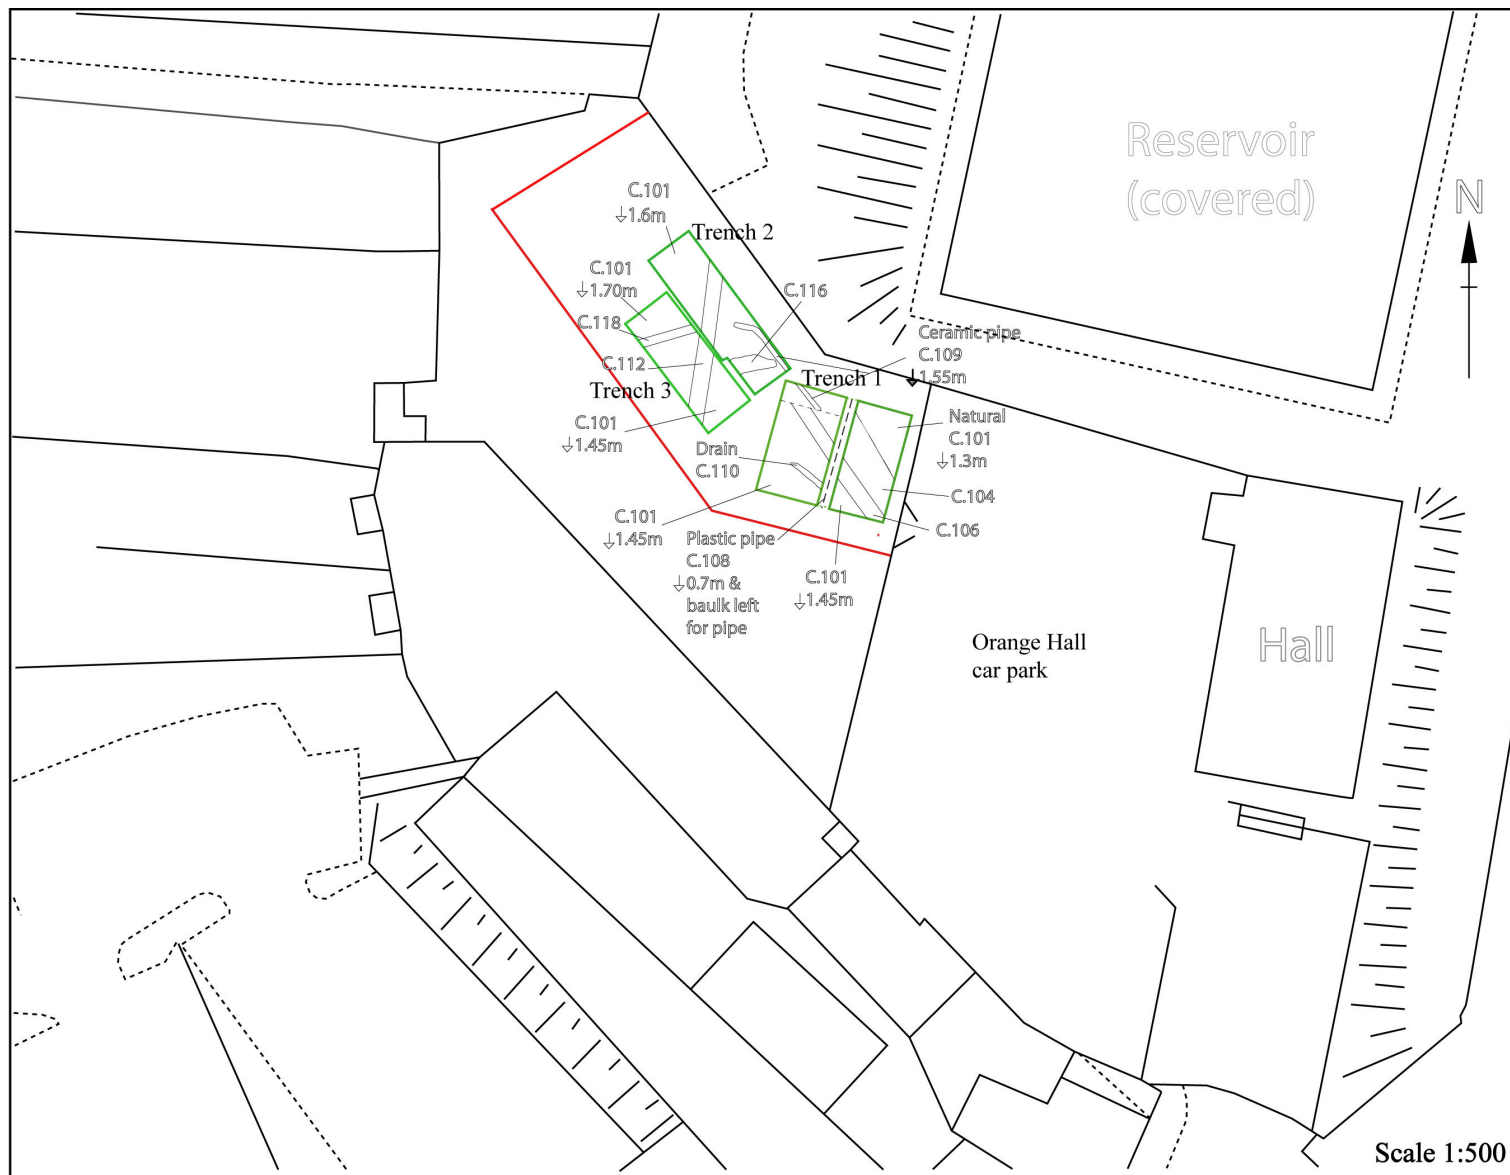 Reservoir
(covered)
N
C.101
1.6m
Trench 2
C.101
1.70m
C.116
C.118
Ceramic pipe
C.109
1.55m
C.112
Trench 3
Trench 1
C.101
1.45m
Natural
C.101
1.3m
Drain
C.110
C.104
C.106
C.101
1.45m
Plastic pipe
C.108
0.7m &
baulk left
for pipe
C.101
1.45m
Orange Hall
car park
Hall
Scale 1:500